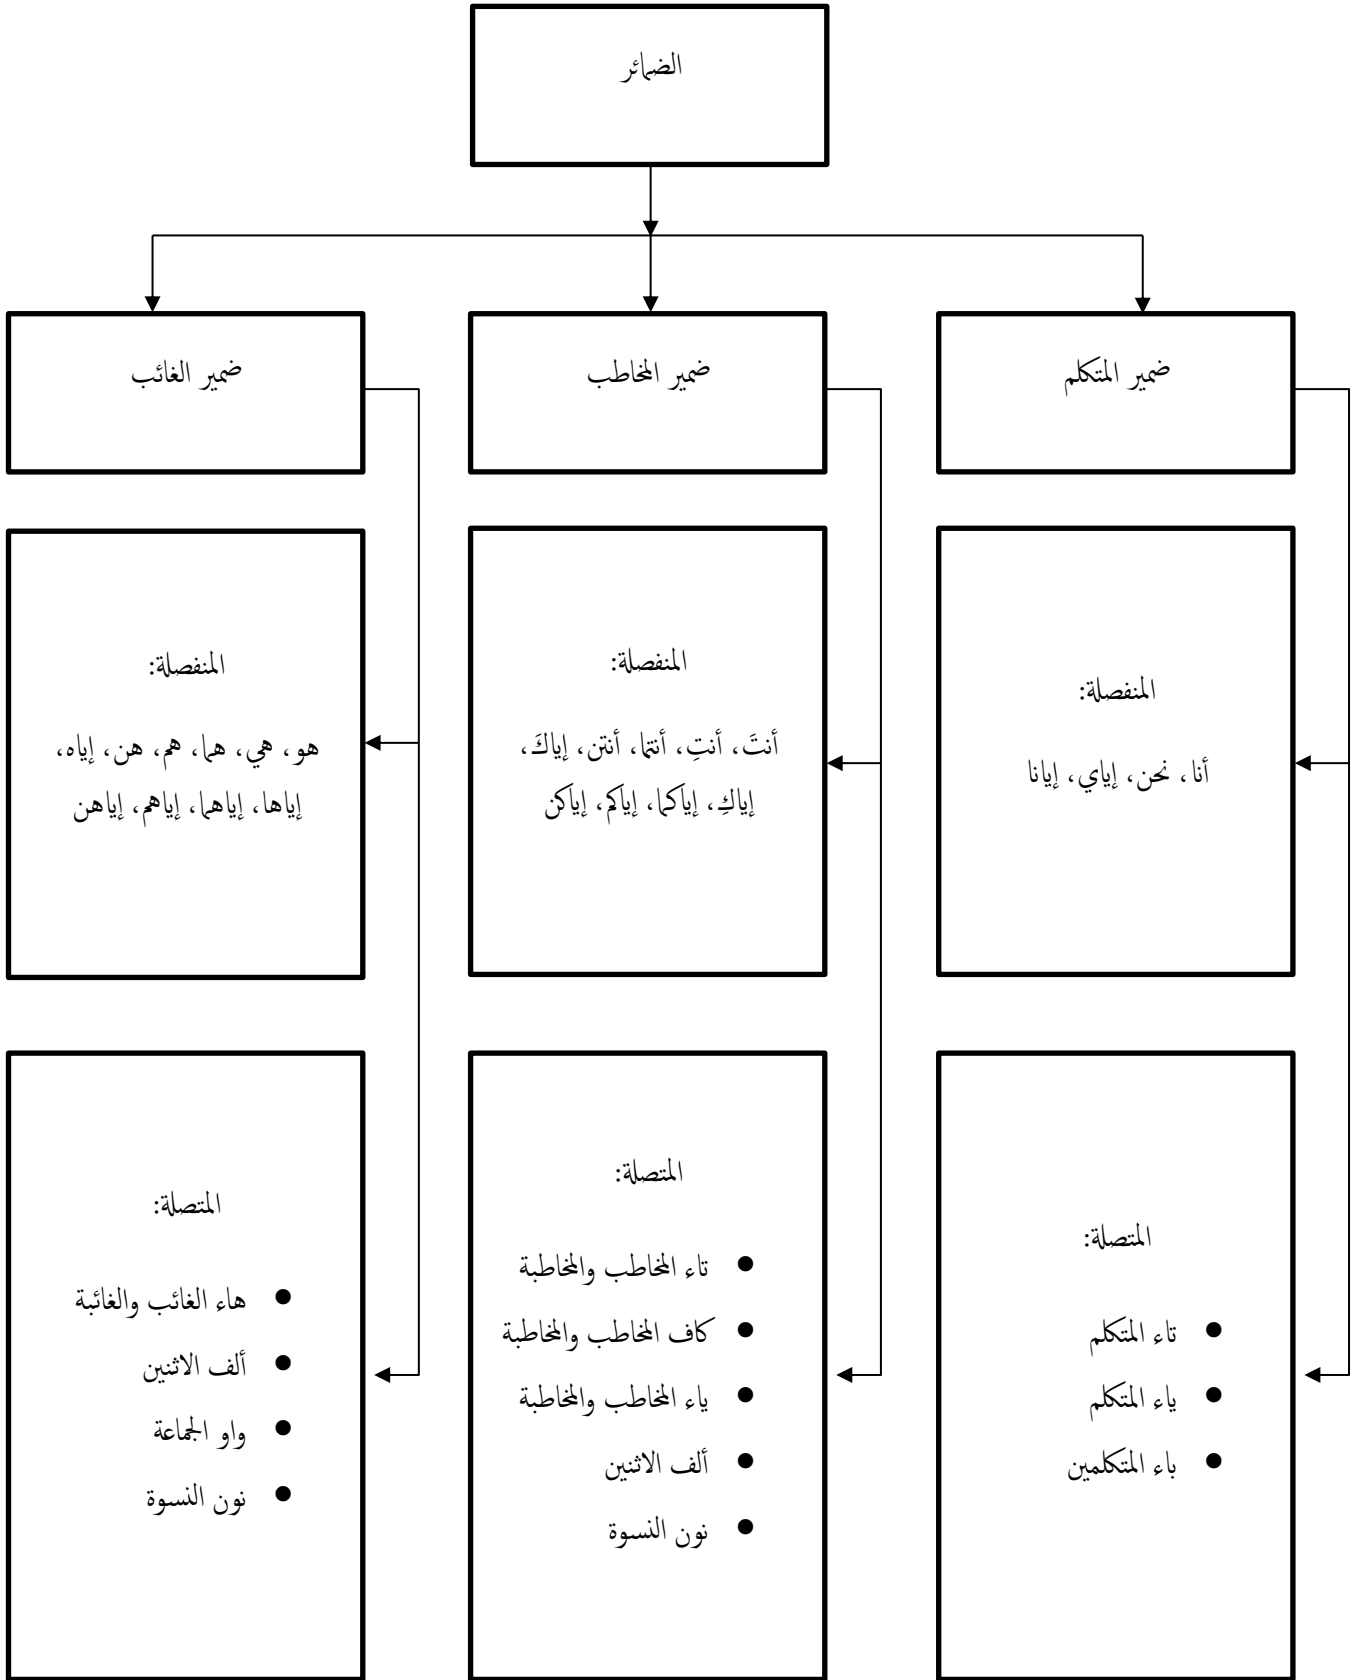 الضمائر
ضمير المتكلم
ضمير المخاطب
ضمير الغائب
المنفصلة:
أنا، نحن، إياي، إيانا
المنفصلة:
أنتَ، أنتِ، أنتما، أنتن، إياكَ،
إياكِ، إياكما، إياكم، إياكن
المنفصلة:
هو، هي، هما، هم، هن، إياه،
إياها، إياهما، إياهم، إياهن
المتصلة:
● تاء المتكلم
● ياء المتكلم
● باء المتكلمين
المتصلة:
● تاء المخاطب والمخاطبة
● كاف المخاطب والمخاطبة
● ياء المخاطب والمخاطبة
● ألف الاثنين
● نون النسوة
المتصلة:
● هاء الغائب والغائبة
● ألف الاثنين
● واو الجماعة
● نون النسوة